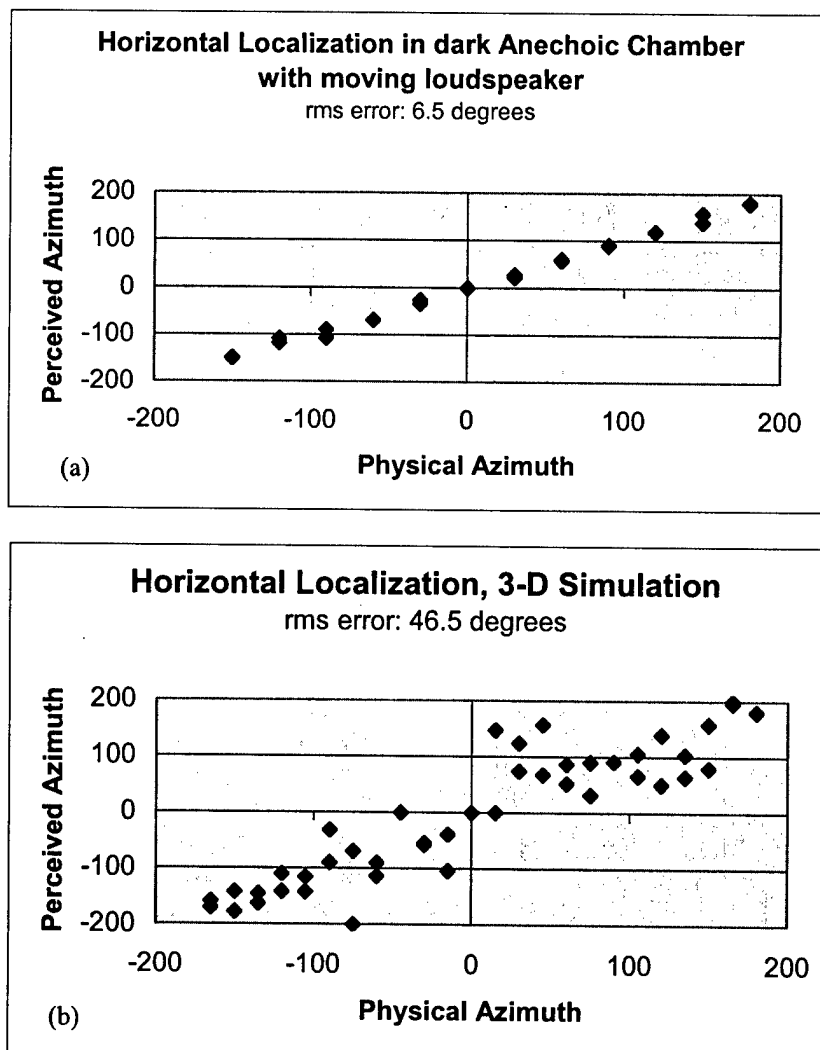 Horizontal Localization in dark Anechoic Chamber
with moving loudspeaker
rms error: 6.5 degrees
200
100
0
-100
-200
Perceived Azimuth
-200 -100 0 100 200
Physical Azimuth
(a)
Horizontal Localization, 3-D Simulation
rms error: 46.5 degrees
200
100
0
-100
-200
Perceived Azimuth
-200 -100 0 100 200
Physical Azimuth
(b)